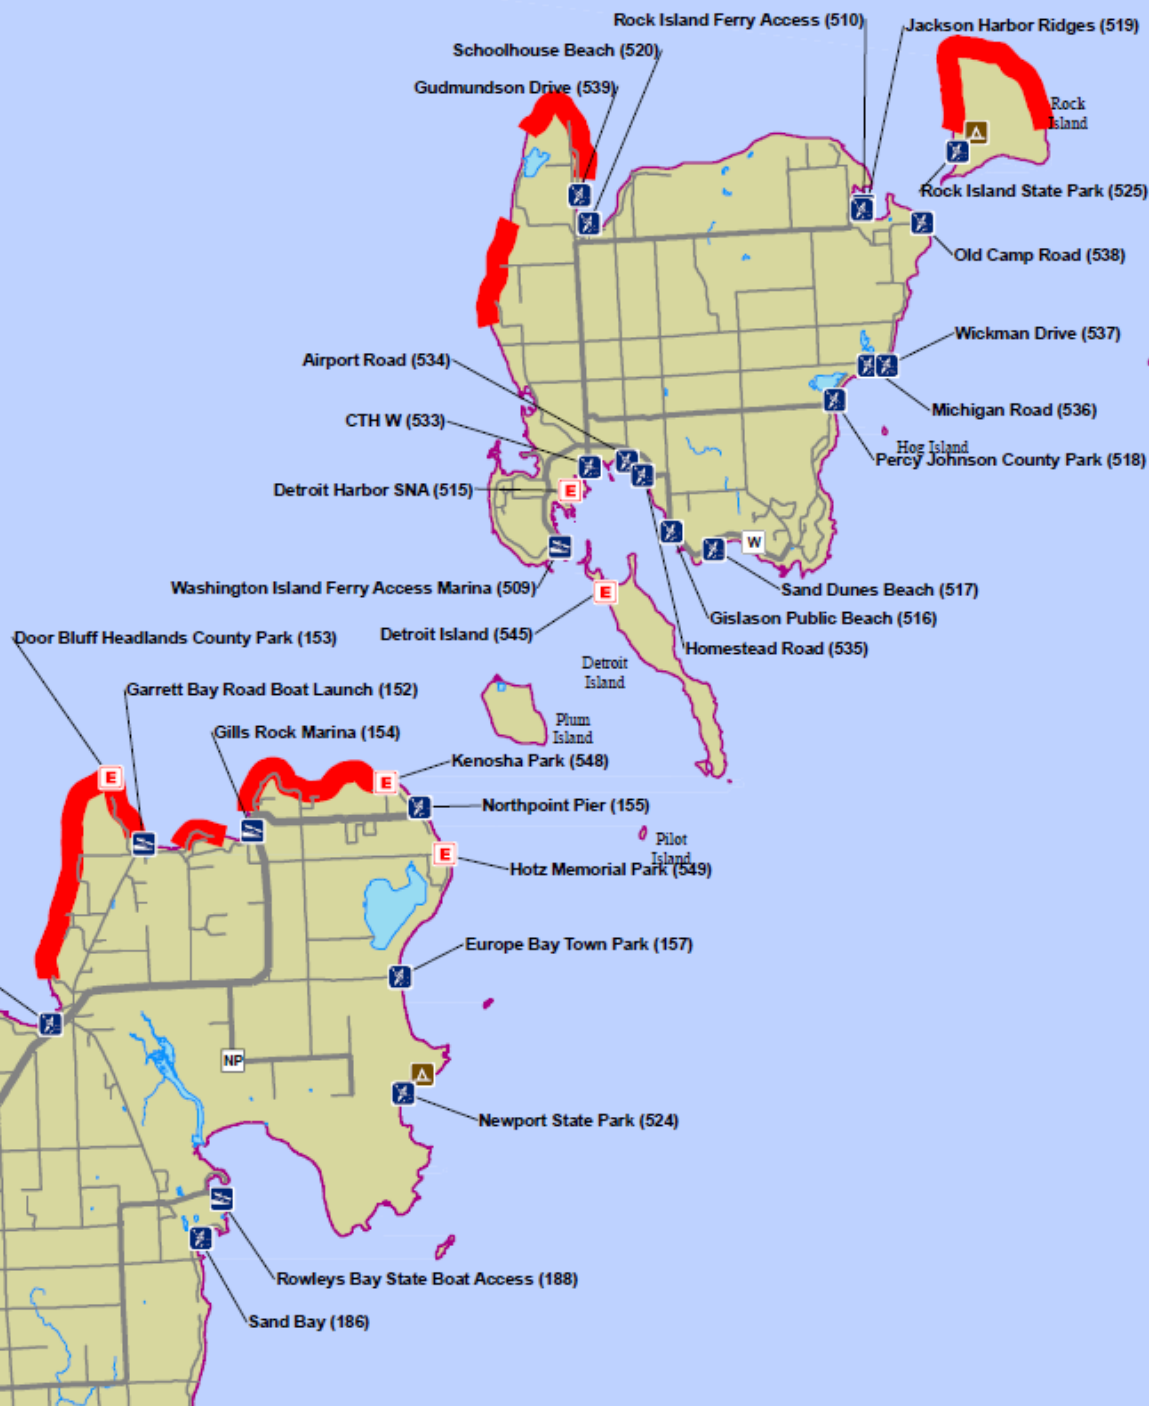 Rock Island Ferry Access (510)
Jackson Harbor Ridges (519)
Schoolhouse Beach (520)
Gudmundson Drive (539)
Rock
Island
Rock Island State Park (525)
Old Camp Road (538)
Wickman Drive (537)
Airport Road (534)
Michigan Road (536)
CTH W (533)
Hog Island
Percy Johnson County Park (518)
Detroit Harbor SNA (515)
E
W
Washington Island Ferry Access Marina (509)
Sand Dunes Beach (517)
E
Gislason Public Beach (516)
Door Bluff Headlands County Park (153)
Detroit Island (545)
Homestead Road (535)
Detroit
Island
Garrett Bay Road Boat Launch (152)
Plum
Island
Gills Rock Marina (154)
Kenosha Park (548)
E
E
Northpoint Pier (155)
Pilot
Island
E
Hotz Memorial Park (549)
Europe Bay Town Park (157)
NP
Newport State Park (524)
Rowleys Bay State Boat Access (188)
Sand Bay (186)